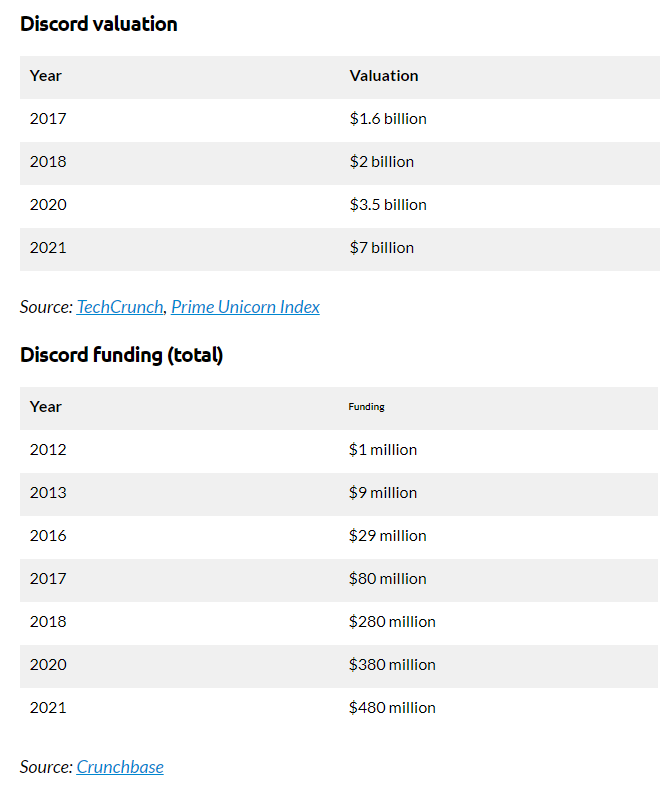 Discord valuation
Year Valuation
2017 $1.6 billion
2018 $2 billion
2020 $3.5 billion
2021 $7 billion
Source: TechCrunch, Prime Unicorn Index
Discord funding (total)
Year Funding
2012 $1 million
2013 $9 million
2016 $29 million
2017 $80 million
2018 $280 million
2020 $380 million
2021 $480 million
Source: Crunchbase